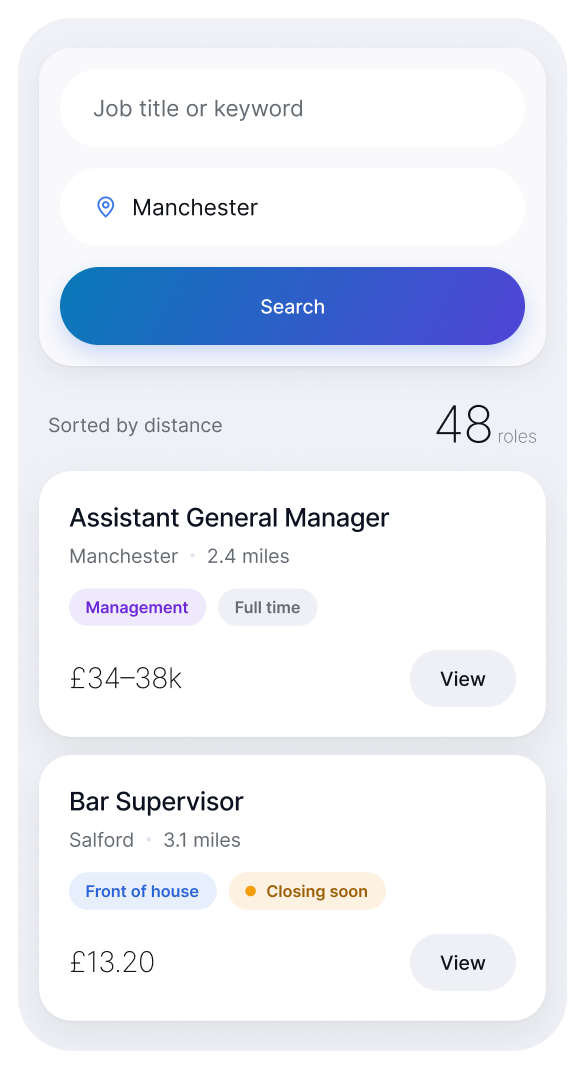 Job title or keyword
Manchester
Search
Sorted by distance
48 roles
Assistant General Manager
Manchester • 2.4 miles
Management Full time
£34–38k View
Bar Supervisor
Salford • 3.1 miles
Front of house Closing soon
£13.20 View